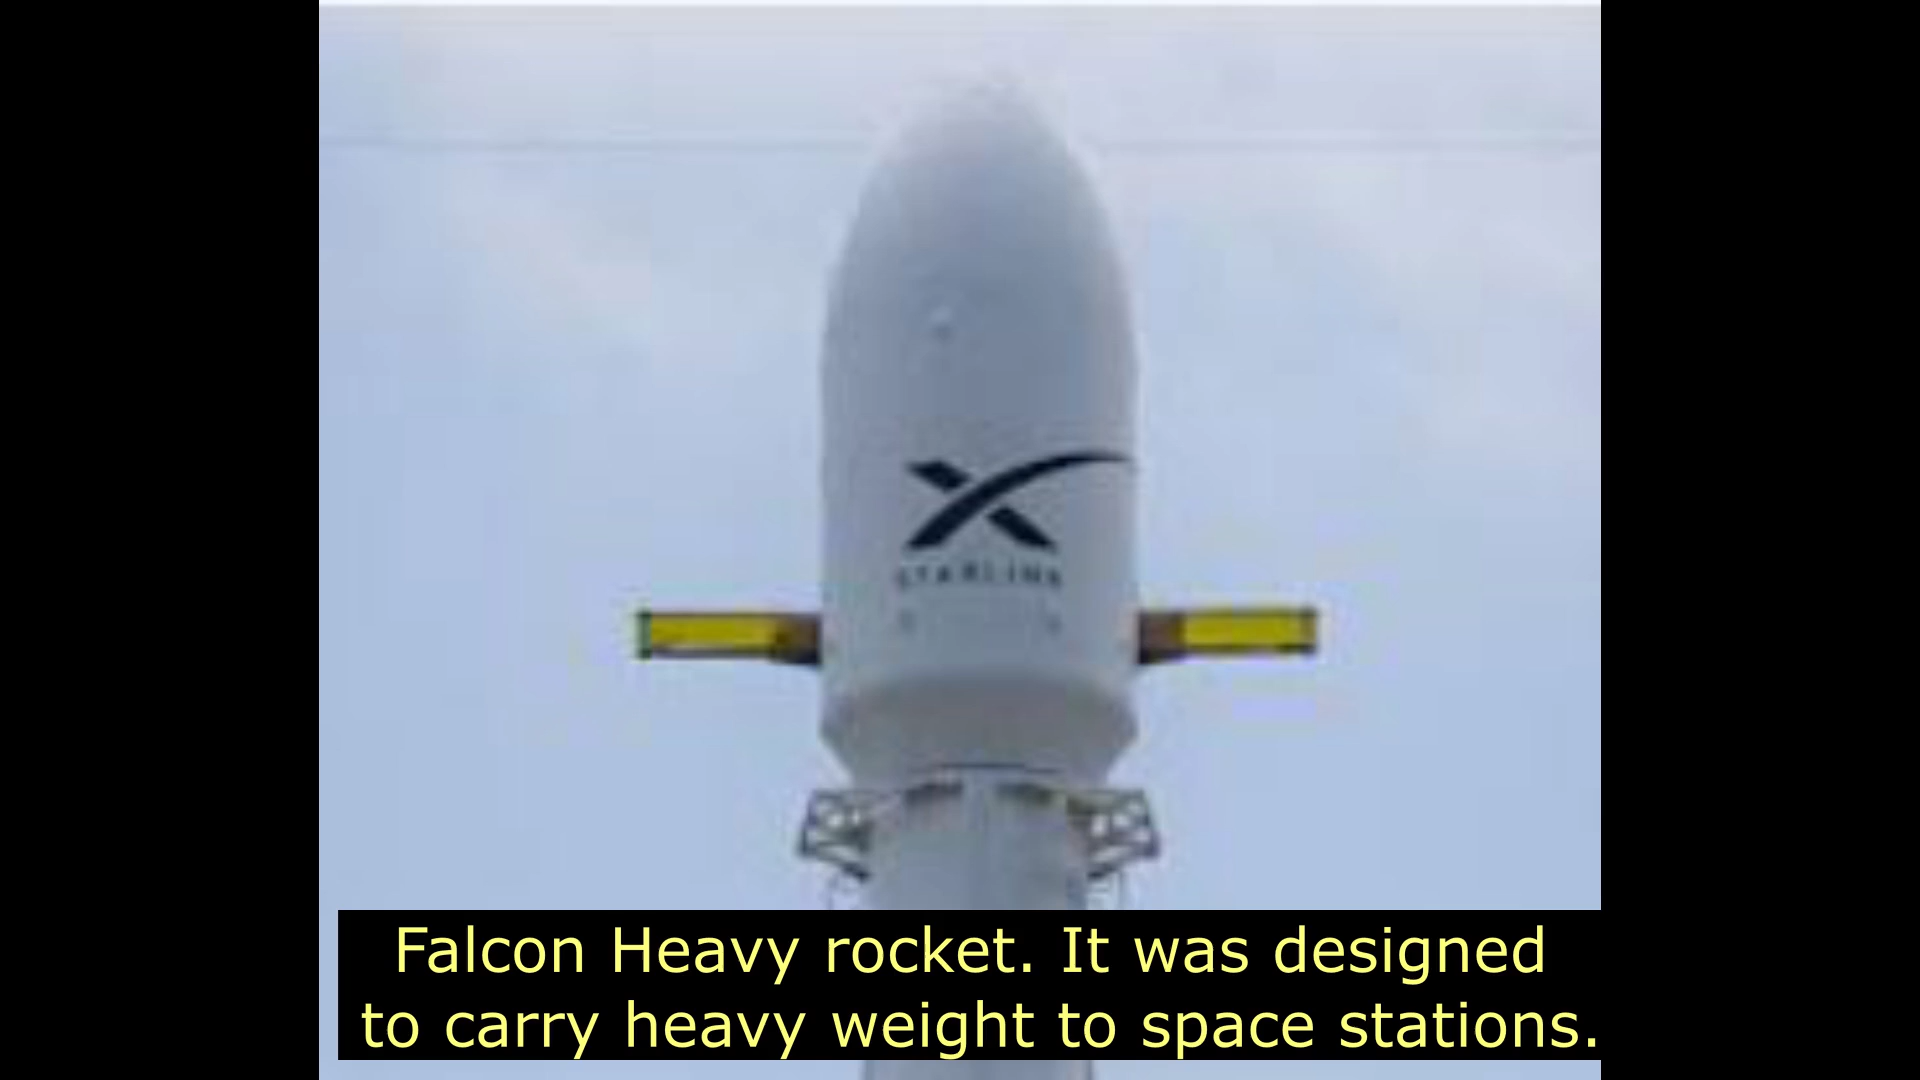 STARLINK
Falcon Heavy rocket. It was designed
to carry heavy weight to space stations.